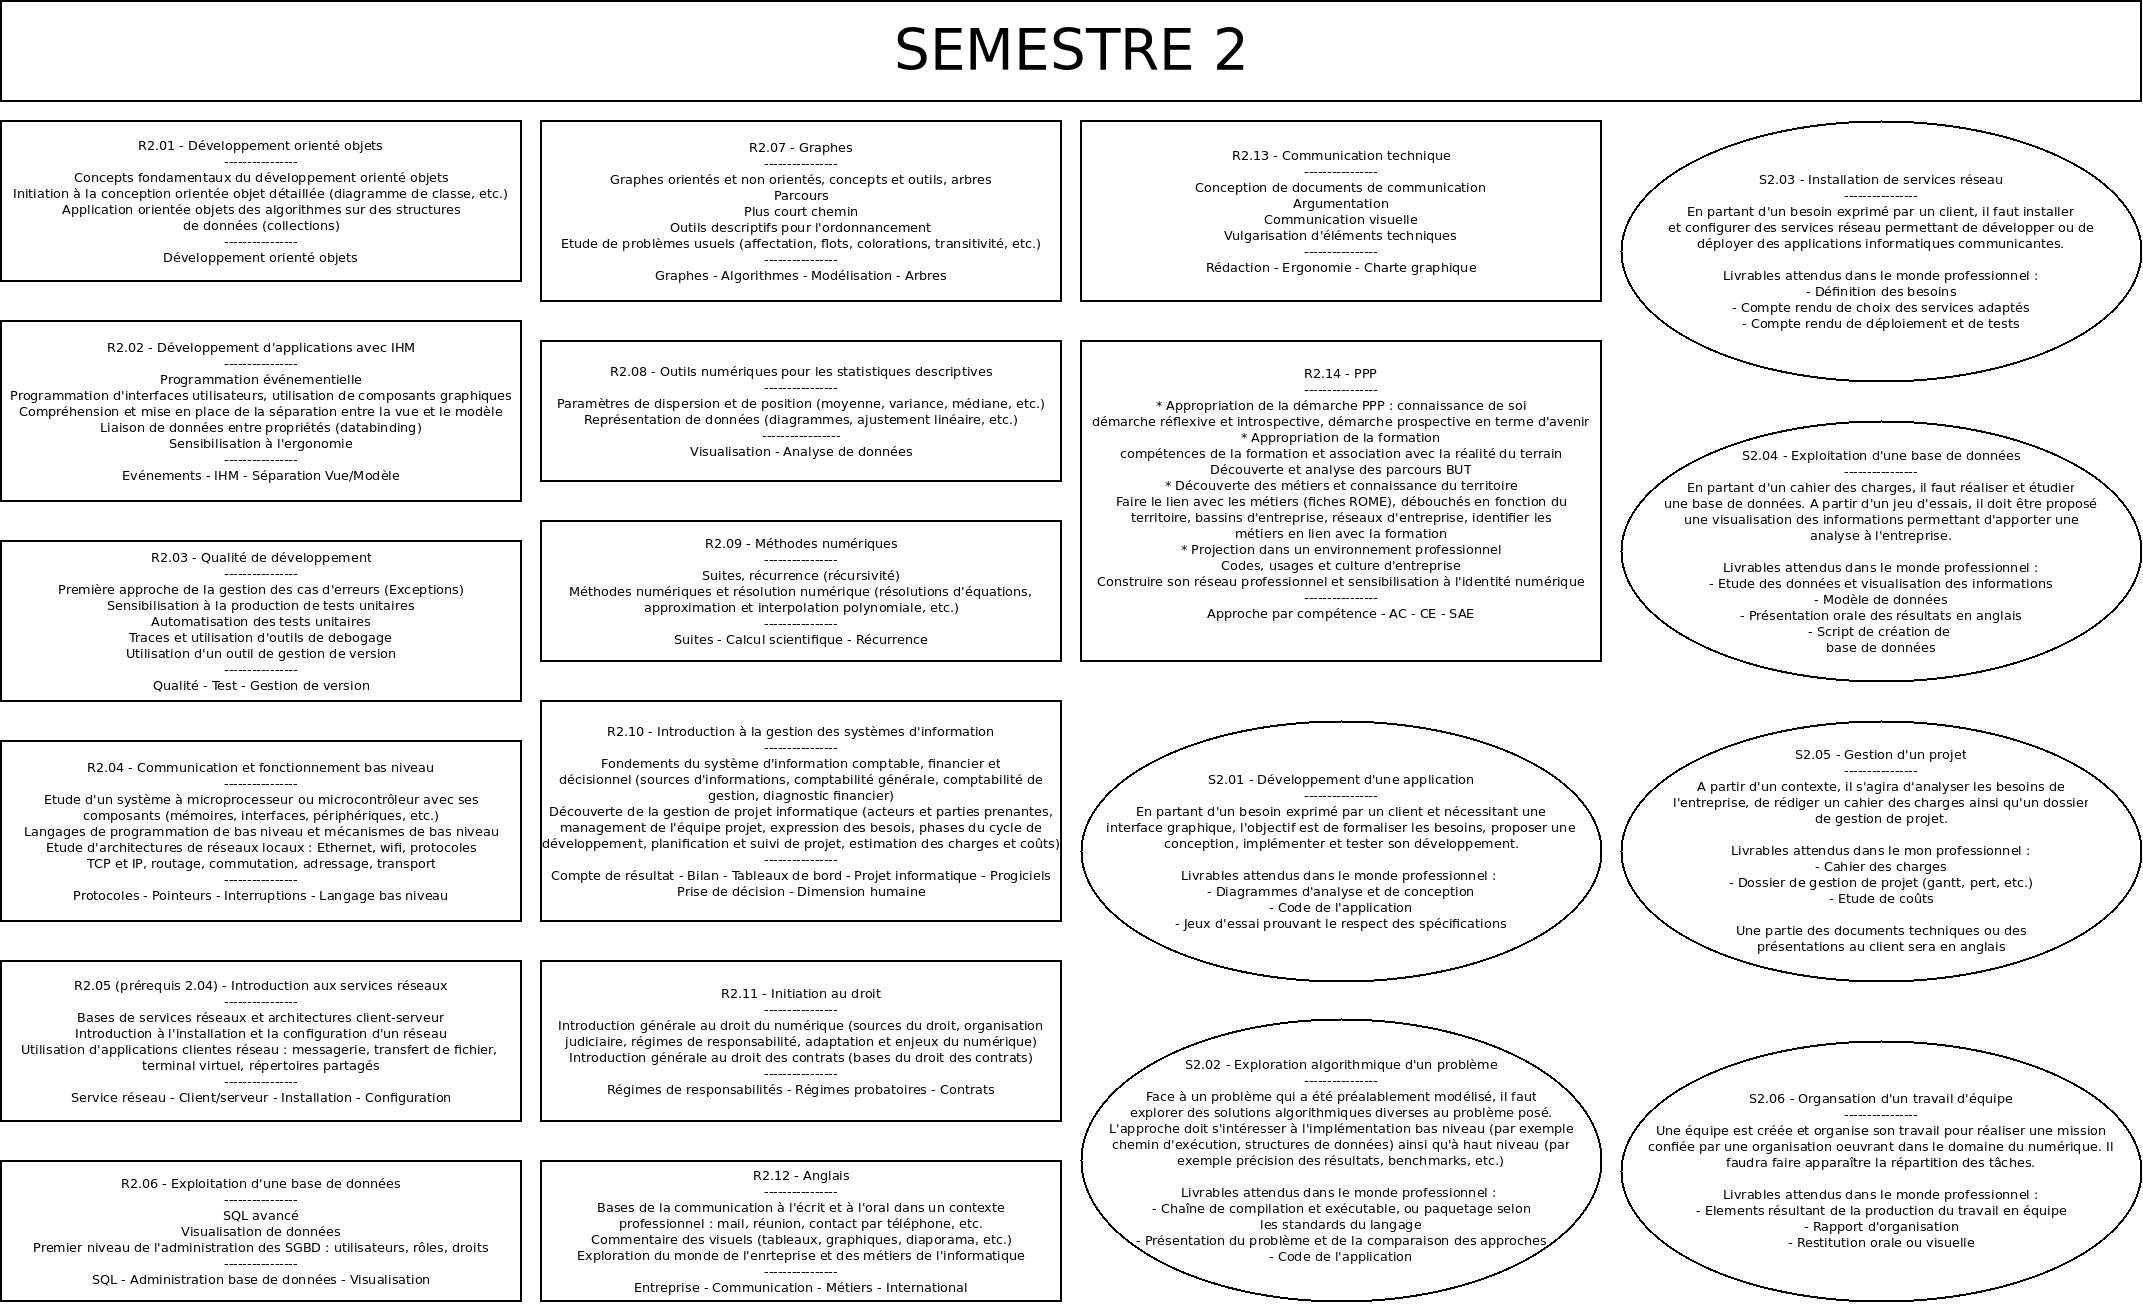 SEMESTRE 2
R2.01 - Développement orienté objets
----------------
Concepts fondamentaux du développement orienté objets
Initiation à la conception orientée objet détaillée (diagramme de classe, etc.)
Application orientée objets des algorithmes sur des structures
de données (collections)
----------------
Développement orienté objets
R2.02 - Développement d'applications avec IHM
----------------
Programmation événementielle
Programmation d'interfaces utilisateurs, utilisation de composants graphiques
Compréhension et mise en place de la séparation entre la vue et le modèle
Liaison de données entre propriétés (databinding)
Sensibilisation à l'ergonomie
----------------
Evénements - IHM - Séparation Vue/Modèle
R2.03 - Qualité de développement
----------------
Première approche de la gestion des cas d'erreurs (Exceptions)
Sensibilisation à la production de tests unitaires
Automatisation des tests unitaires
Traces et utilisation d'outils de debogage
Utilisation d'un outil de gestion de version
----------------
Qualité - Test - Gestion de version
R2.04 - Communication et fonctionnement bas niveau
----------------
Etude d'un système à microprocesseur ou microcontrôleur avec ses
composants (mémoires, interfaces, périphériques, etc.)
Langages de programmation de bas niveau et mécanismes de bas niveau
Etude d'architectures de réseaux locaux : Ethernet, wifi, protocoles
TCP et IP, routage, commutation, adressage, transport
----------------
Protocoles - Pointeurs - Interruptions - Langage bas niveau
R2.05 (prérequis 2.04) - Introduction aux services réseaux
----------------
Bases de services réseaux et architectures client-serveur
Introduction à l'installation et la configuration d'un réseau
Utilisation d'applications clientes réseau : messagerie, transfert de fichier,
terminal virtuel, répertoires partagés
----------------
Service réseau - Client/serveur - Installation - Configuration
R2.06 - Exploitation d'une base de données
----------------
SQL avancé
Visualisation de données
Premier niveau de l'administration des SGBD : utilisateurs, rôles, droits
----------------
SQL - Administration base de données - Visualisation
R2.07 - Graphes
----------------
Graphes orientés et non orientés, concepts et outils, arbres
Parcours
Plus court chemin
Outils descriptifs pour l'ordonnancement
Etude de problèmes usuels (affectation, flots, colorations, transitivité, etc.)
----------------
Graphes - Algorithmes - Modélisation - Arbres
R2.08 - Outils numériques pour les statistiques descriptives
----------------
Paramètres de dispersion et de position (moyenne, variance, médiane, etc.)
Représentation de données (diagrammes, ajustement linéaire, etc.)
-----------------
Visualisation - Analyse de données
R2.09 - Méthodes numériques
----------------
Suites, récurrence (récursivité)
Méthodes numériques et résolution numérique (résolutions d'équations,
approximation et interpolation polynomiale, etc.)
----------------
Suites - Calcul scientifique - Récurrence
R2.10 - Introduction à la gestion des systèmes d'information
----------------
Fondements du système d'information comptable, financier et
décisionnel (sources d'informations, comptabilité générale, comptabilité de
gestion, diagnostic financier)
Découverte de la gestion de projet informatique (acteurs et parties prenantes,
management de l'équipe projet, expression des besois, phases du cycle de
développement, planification et suivi de projet, estimation des charges et coûts)
----------------
Compte de résultat - Bilan - Tableaux de bord - Projet informatique - Progiciels
Prise de décision - Dimension humaine
R2.11 - Initiation au droit
----------------
Introduction générale au droit du numérique (sources du droit, organisation
judiciaire, régimes de responsabilité, adaptation et enjeux du numérique)
Introduction générale au droit des contrats (bases du droit des contrats)
----------------
Régimes de responsabilités - Régimes probatoires - Contrats
R2.12 - Anglais
----------------
Bases de la communication à l'écrit et à l'oral dans un contexte
professionnel : mail, réunion, contact par téléphone, etc.
Commentaire des visuels (tableaux, graphiques, diaporama, etc.)
Exploration du monde de l'enrteprise et des métiers de l'informatique
----------------
Entreprise - Communication - Métiers - International
R2.13 - Communication technique
----------------
Conception de documents de communication
Argumentation
Communication visuelle
Vulgarisation d'éléments techniques
----------------
Rédaction - Ergonomie - Charte graphique
R2.14 - PPP
----------------
* Appropriation de la démarche PPP : connaissance de soi
démarche réflexive et introspective, démarche prospective en terme d'avenir
* Appropriation de la formation
compétences de la formation et association avec la réalité du terrain
Découverte et analyse des parcours BUT
* Découverte des métiers et connaissance du territoire
Faire le lien avec les métiers (fiches ROME), débouchés en fonction du
territoire, bassins d'entreprise, réseaux d'entreprise, identifier les
métiers en lien avec la formation
* Projection dans un environnement professionnel
Codes, usages et culture d'entreprise
Construire son réseau professionnel et sensibilisation à l'identité numérique
----------------
Approche par compétence - AC - CE - SAE
S2.01 - Développement d'une application
----------------
En partant d'un besoin exprimé par un client et nécessitant une
interface graphique, l'objectif est de formaliser les besoins, proposer une
conception, implémenter et tester son développement.
Livrables attendus dans le monde professionnel :
- Diagrammes d'analyse et de conception
- Code de l'application
- Jeux d'essai prouvant le respect des spécifications
S2.02 - Exploration algorithmique d'un problème
----------------
Face à un problème qui a été préalablement modélisé, il faut
explorer des solutions algorithmiques diverses au problème posé.
L'approche doit s'intéresser à l'implémentation bas niveau (par exemple
chemin d'exécution, structures de données) ainsi qu'à haut niveau (par
exemple précision des résultats, benchmarks, etc.)
Livrables attendus dans le monde professionnel :
- Chaîne de compilation et exécutable, ou paquetage selon
les standards du langage
- Présentation du problème et de la comparaison des approches
- Code de l'application
S2.03 - Installation de services réseau
----------------
En partant d'un besoin exprimé par un client, il faut installer
et configurer des services réseau permettant de développer ou de
déployer des applications informatiques communicantes.
Livrables attendus dans le monde professionnel :
- Définition des besoins
- Compte rendu de choix des services adaptés
- Compte rendu de déploiement et de tests
S2.04 - Exploitation d'une base de données
----------------
En partant d'un cahier des charges, il faut réaliser et étudier
une base de données. A partir d'un jeu d'essais, il doit être proposé
une visualisation des informations permettant d'apporter une
analyse à l'entreprise.
Livrables attendus dans le monde professionnel :
- Etude des données et visualisation des informations
- Modèle de données
- Présentation orale des résultats en anglais
- Script de création de
base de données
S2.05 - Gestion d'un projet
----------------
A partir d'un contexte, il s'agira d'analyser les besoins de
l'entreprise, de rédiger un cahier des charges ainsi qu'un dossier
de gestion de projet.
Livrables attendus dans le mon professionnel :
- Cahier des charges
- Dossier de gestion de projet (gantt, pert, etc.)
- Etude de coûts
Une partie des documents techniques ou des
présentations au client sera en anglais
S2.06 - Organsation d'un travail d'équipe
----------------
Une équipe est créée et organise son travail pour réaliser une mission
confiée par une organisation oeuvrant dans le domaine du numérique. Il
faudra faire apparaître la répartition des tâches.
Livrables attendus dans le monde professionnel :
- Elements résultant de la production du travail en équipe
- Rapport d'organisation
- Restitution orale ou visuelle